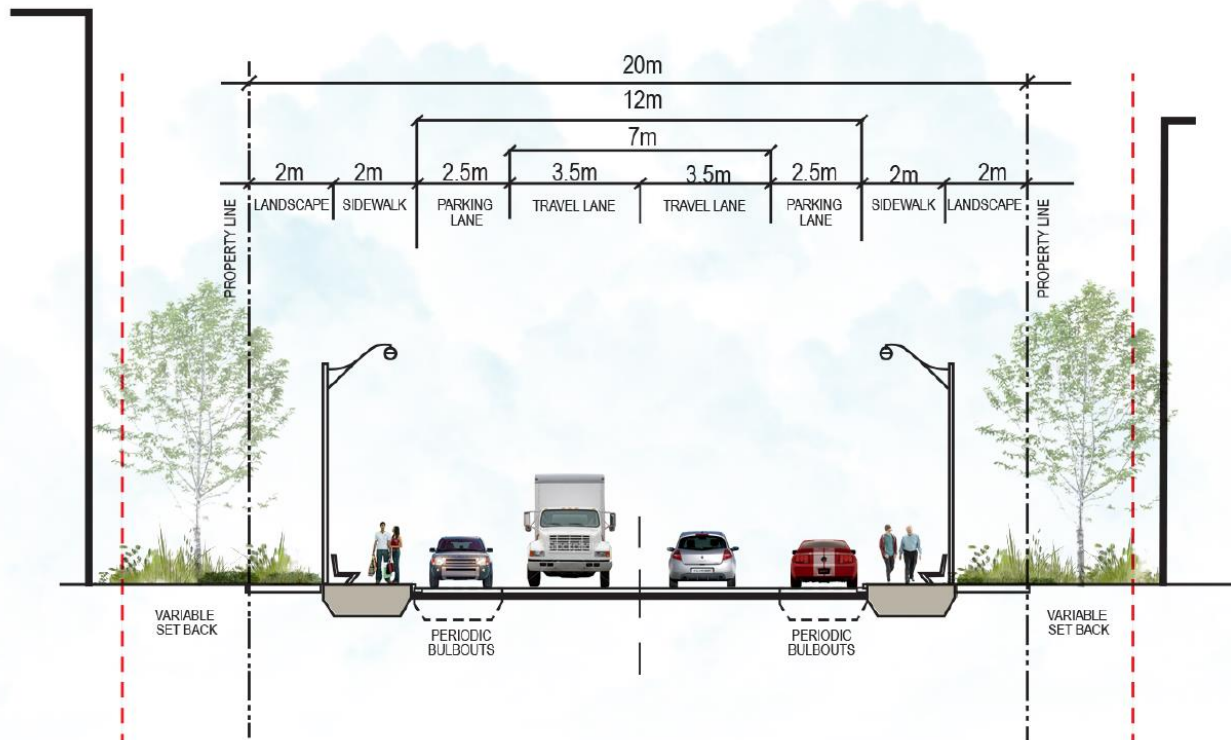 20m
12m
7m
2m 2m 2.5m 3.5m 3.5m 2.5m 2m 2m
LANDSCAPE SIDEWALK PARKING LANE TRAVEL LANE TRAVEL LANE PARKING LANE SIDEWALK LANDSCAPE
PROPERTY LINE
PROPERTY LINE
VARIABLE
SET BACK
PERIODIC
BULBOUTS
PERIODIC
BULBOUTS
VARIABLE
SET BACK